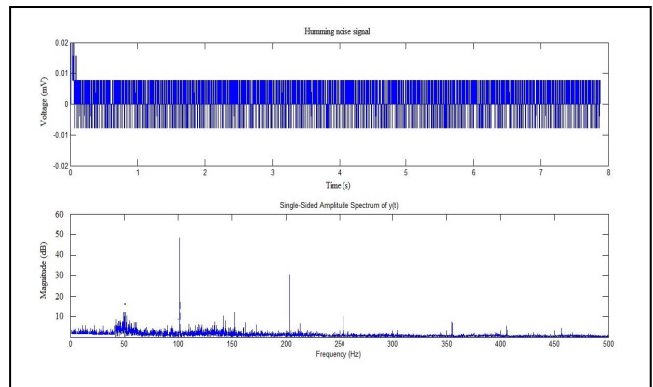 Humming noise signal
0.02
0.01
0
-0.01
-0.02
Voltage (mV)
0 1 2 3 4 5 6 7 8
Time (s)
Single-Sided Amplitude Spectrum of y(t)
60
50
40
30
20
10
Magnitude (dB)
0 50 100 150 200 250 300 350 400 450 500
Frequency (Hz)